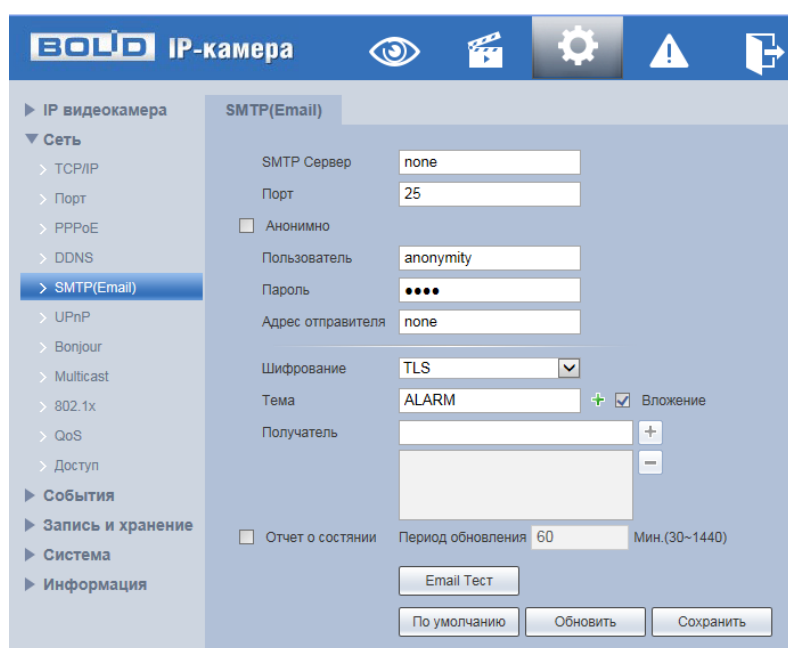 BOLID IP-камера
IP видеокамера
Сеть
TCP/IP
Порт
PPPoE
DDNS
SMTP(Email)
UPnP
Bonjour
Multicast
802.1x
QoS
Доступ
События
Запись и хранение
Система
Информация
SMTP(Email)
SMTP Сервер none
Порт 25
Анонимно
Пользователь anonymity
Пароль ••••
Адрес отправителя none
Шифрование TLS
Тема ALARM Вложение
Получатель
Отчет о состянии Период обновления 60 Мин.(30~1440)
Email Тест
По умолчанию Обновить Сохранить